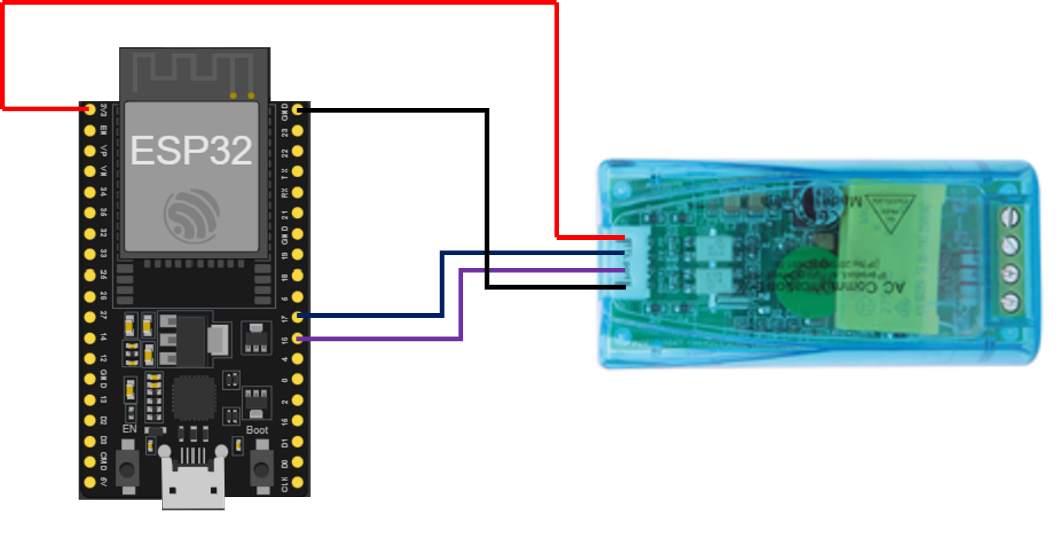 ESP32
3V3
EN
VP
VN
34
35
32
33
25
26
27
14
12
GND
13
D2
D3
CMD
5V
GND
23
22
TX
RX
21
GND
19
18
5
17
16
4
0
2
15
D1
D0
CLK
EN
Boot
AC Communication